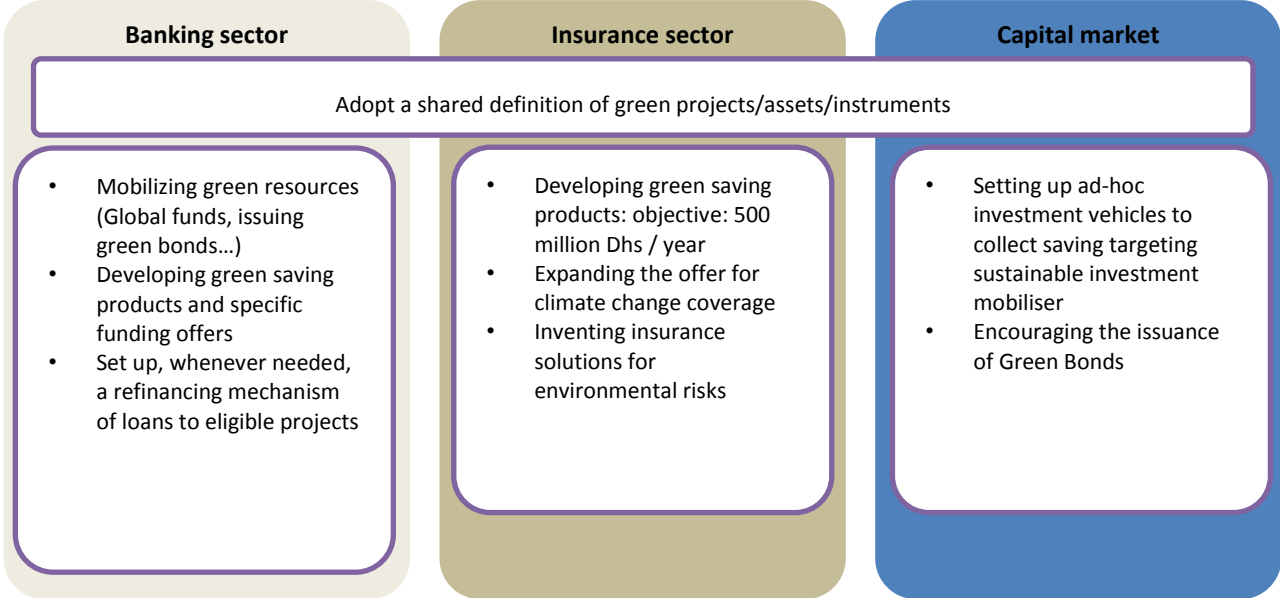 Banking sector
Insurance sector
Capital market
Adopt a shared definition of green projects/assets/instruments
• Mobilizing green resources
(Global funds, issuing
green bonds…)
• Developing green saving
products and specific
funding offers
• Set up, whenever needed,
a refinancing mechanism
of loans to eligible projects
• Developing green saving
products: objective: 500
million Dhs / year
• Expanding the offer for
climate change coverage
• Inventing insurance
solutions for
environmental risks
• Setting up ad-hoc
investment vehicles to
collect saving targeting
sustainable investment
mobiliser
• Encouraging the issuance
of Green Bonds